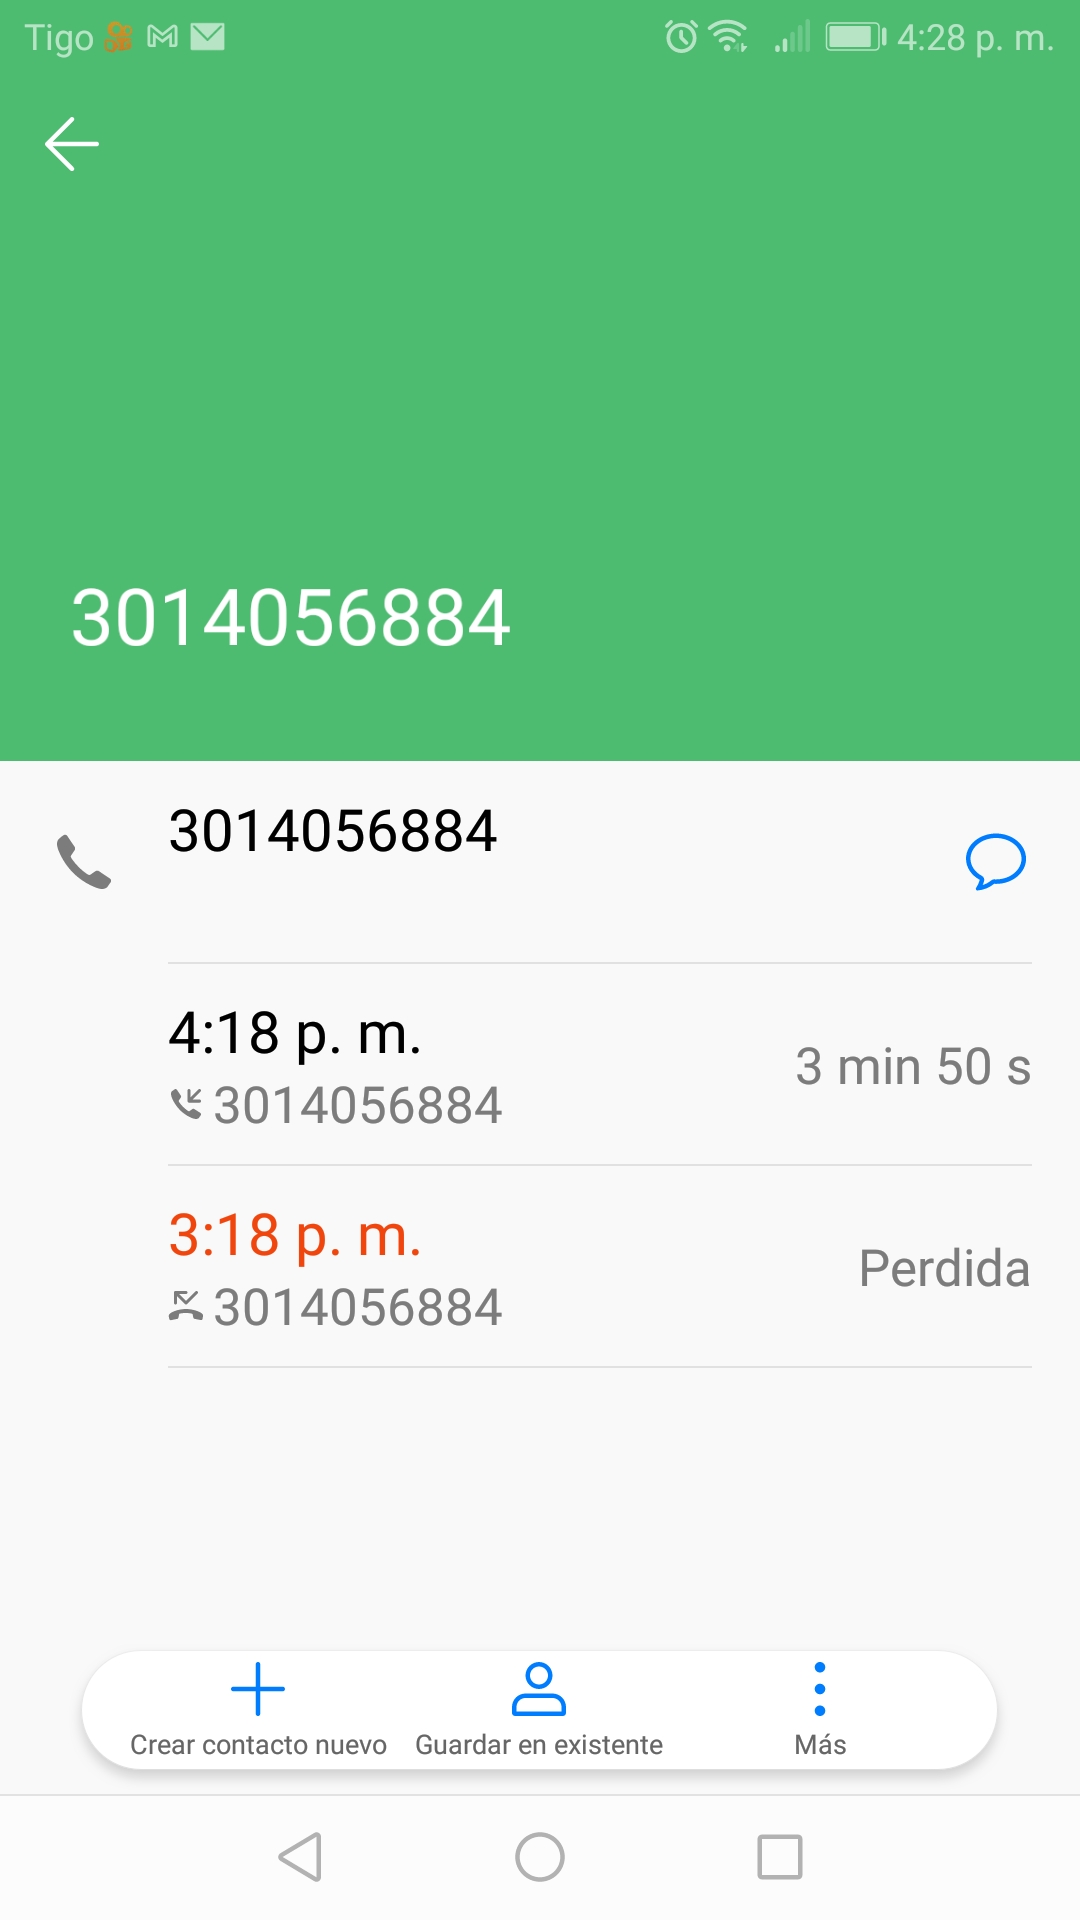 Tigo 4:28 p. m.
3014056884
3014056884
4:18 p. m.
3014056884
3 min 50 s
3:18 p. m.
3014056884
Perdida
Crear contacto nuevo
Guardar en existente
Más